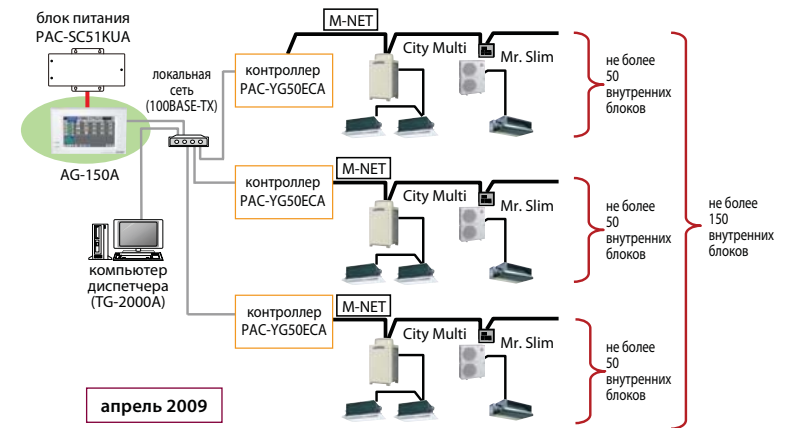 блок питания
PAC-SC51KUA
AG-150A
локальная
сеть
(100BASE-TX)
компьютер
диспетчера
(TG-2000A)
контроллер
PAC-YG50ECA
M-NET
City Multi
Mr. Slim
не более
50
внутренних
блоков
контроллер
PAC-YG50ECA
M-NET
City Multi
Mr. Slim
не более
50
внутренних
блоков
контроллер
PAC-YG50ECA
M-NET
City Multi
Mr. Slim
не более
50
внутренних
блоков
не более
150
внутренних
блоков
апрель 2009